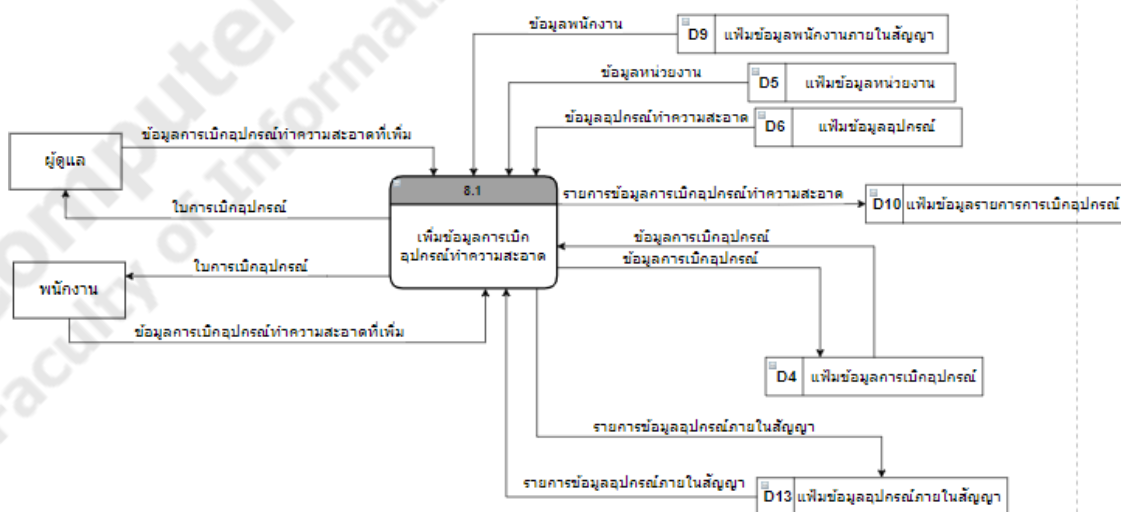 ข้อมูลพนักงาน
D9 แฟ้มข้อมูลพนักงานภายในสัญญา
ข้อมูลหน่วยงาน
D5 แฟ้มข้อมูลหน่วยงาน
ข้อมูลอุปกรณ์ทำความสะอาด
D6 แฟ้มข้อมูลอุปกรณ์
ข้อมูลการเบิกอุปกรณ์ทำความสะอาดที่เพิ่ม
ผู้ดูแล
8.1
รายการข้อมูลการเบิกอุปกรณ์ทำความสะอาด
D10 แฟ้มข้อมูลรายการการเบิกอุปกรณ์
ใบการเบิกอุปกรณ์
เพิ่มข้อมูลการเบิก
อุปกรณ์ทำความสะอาด
ข้อมูลการเบิกอุปกรณ์
ข้อมูลการเบิกอุปกรณ์
ใบการเบิกอุปกรณ์
พนักงาน
ข้อมูลการเบิกอุปกรณ์ทำความสะอาดที่เพิ่ม
D4 แฟ้มข้อมูลการเบิกอุปกรณ์
รายการข้อมูลอุปกรณ์ภายในสัญญา
รายการข้อมูลอุปกรณ์ภายในสัญญา
D13 แฟ้มข้อมูลอุปกรณ์ภายในสัญญา
Faculty of